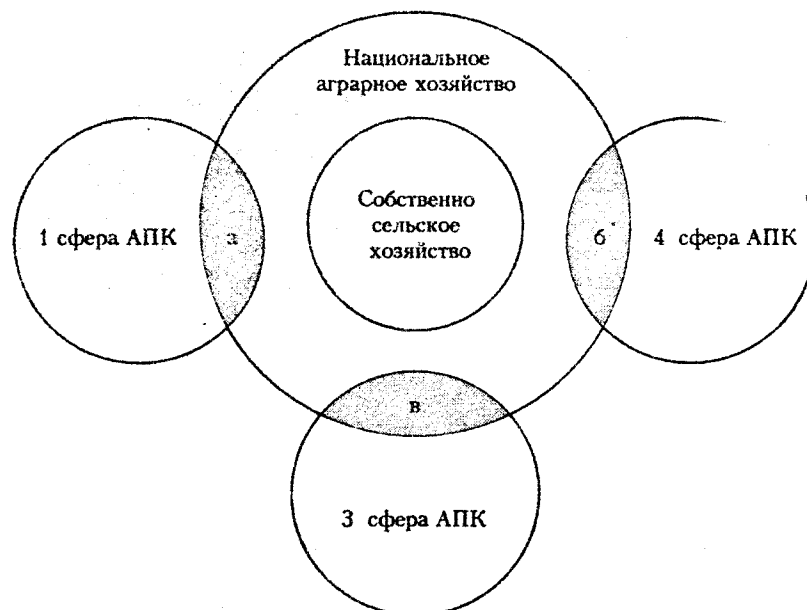 Национальное
аграрное хозяйство
Собственно
сельское
хозяйство
1 сфера АПК
а
б
4 сфера АПК
в
3 сфера АПК